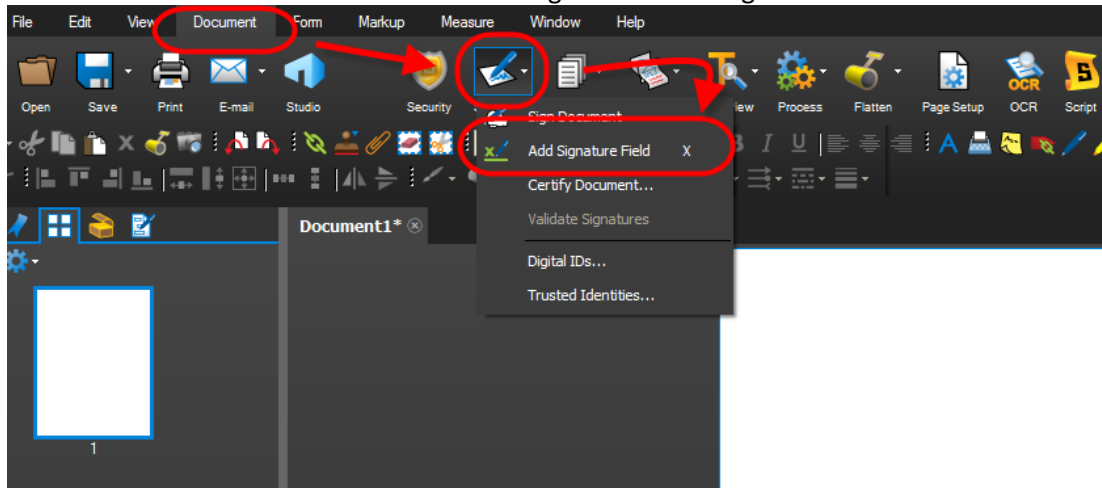 File Edit View Document Form Markup Measure Window Help
Open Save Print E-mail Studio Security Process Flatten Page Setup OCR Script
OCR
Sign Document
Add Signature Field X
Certify Document...
Validate Signatures
Digital IDs...
Trusted Identities...
Document1*
1